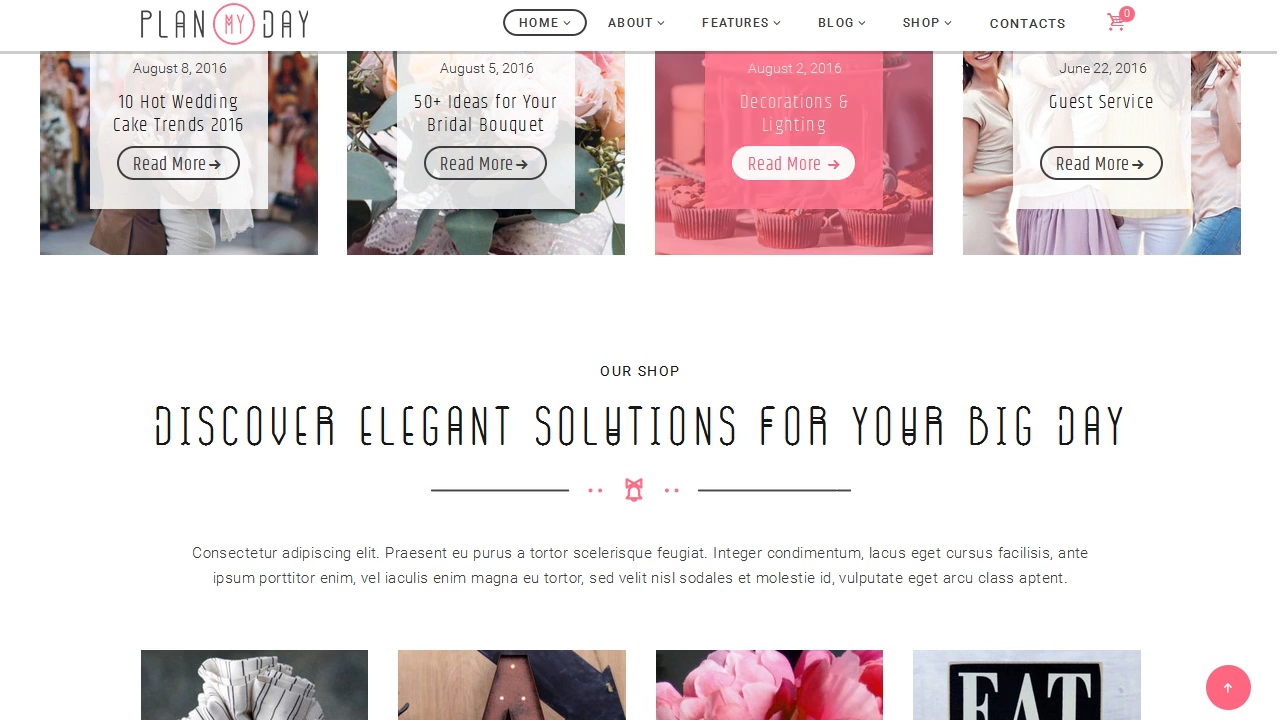 PLAN MY DAY
HOME ABOUT FEATURES BLOG SHOP CONTACTS 0
August 8, 2016
10 Hot Wedding
Cake Trends 2016
Read More
August 5, 2016
50+ Ideas for Your
Bridal Bouquet
Read More
August 2, 2016
Decorations &
Lighting
Read More
June 22, 2016
Guest Service
Read More
OUR SHOP
DISCOVER ELEGANT SOLUTIONS FOR YOUR BIG DAY
Consectetur adipiscing elit. Praesent eu purus a tortor scelerisque feugiat. Integer condimentum, lacus eget cursus facilisis, ante
ipsum porttitor enim, vel iaculis enim magna eu tortor, sed velit nisl sodales et molestie id, vulputate eget arcu class aptent.
EAT